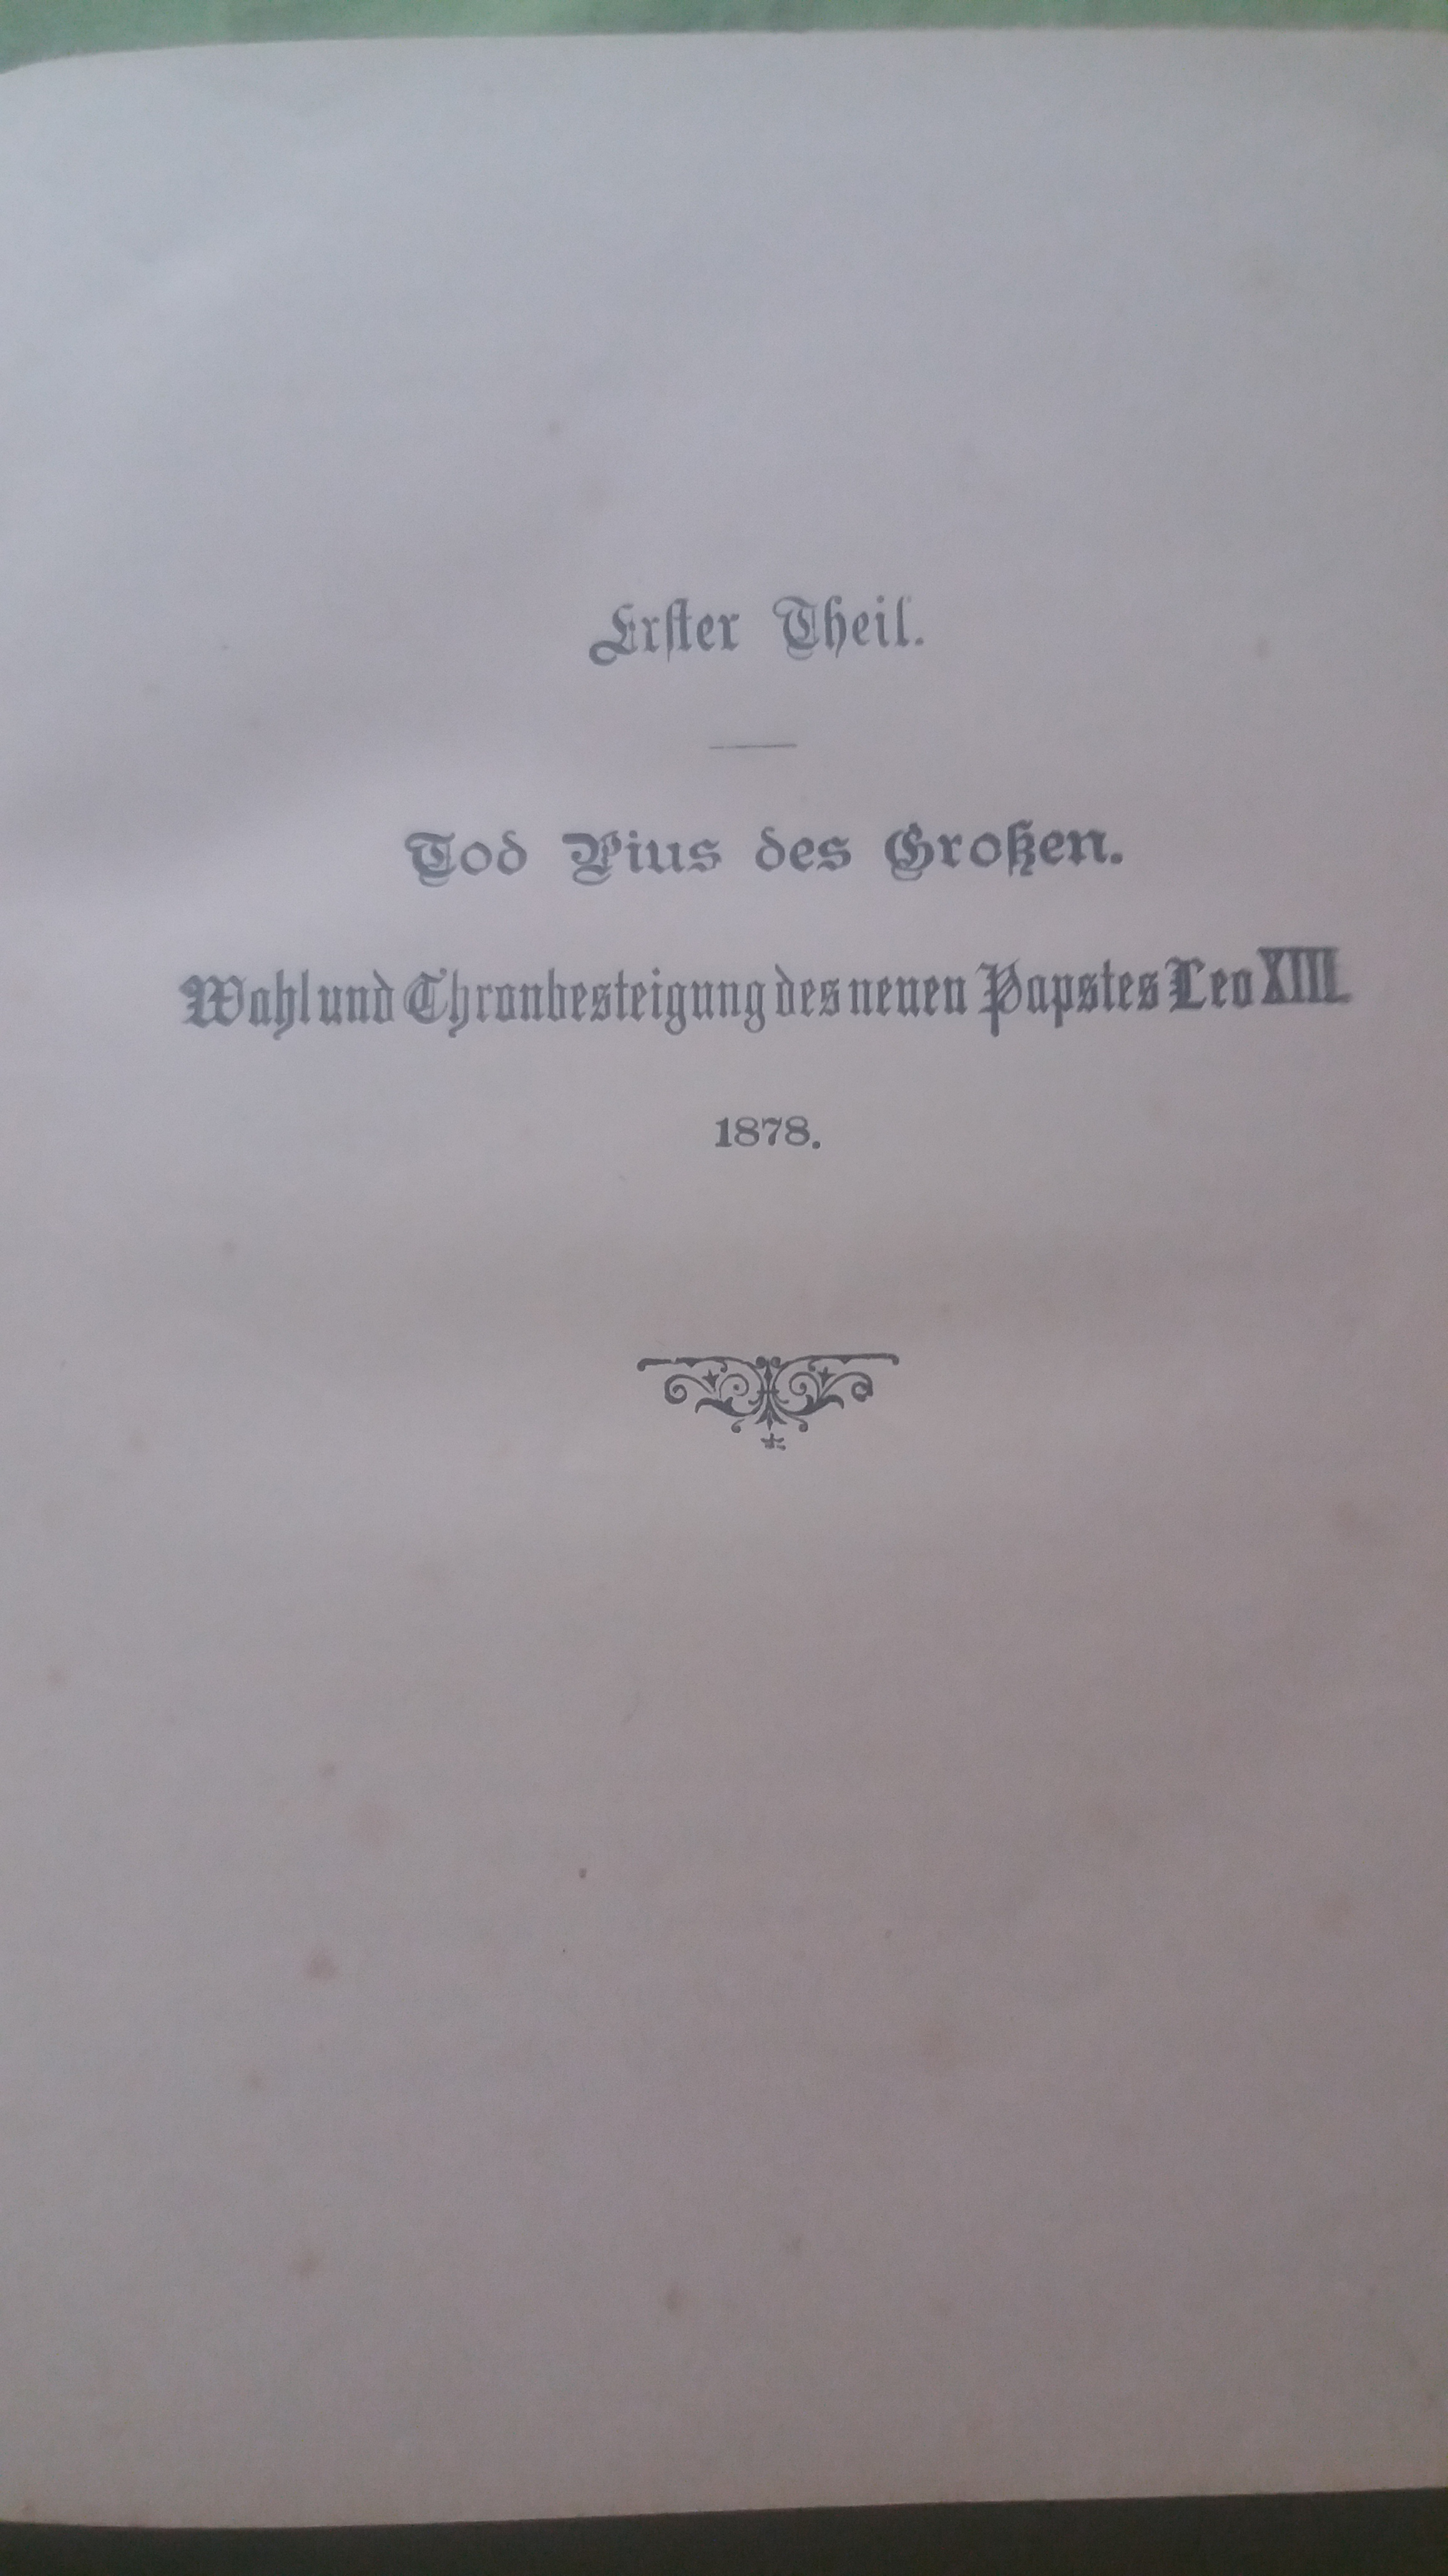 Erster Theil.
Tod Pius des Großen.
Wahl und Thronbesteigung des neuen Papstes Leo XIII.
1878.